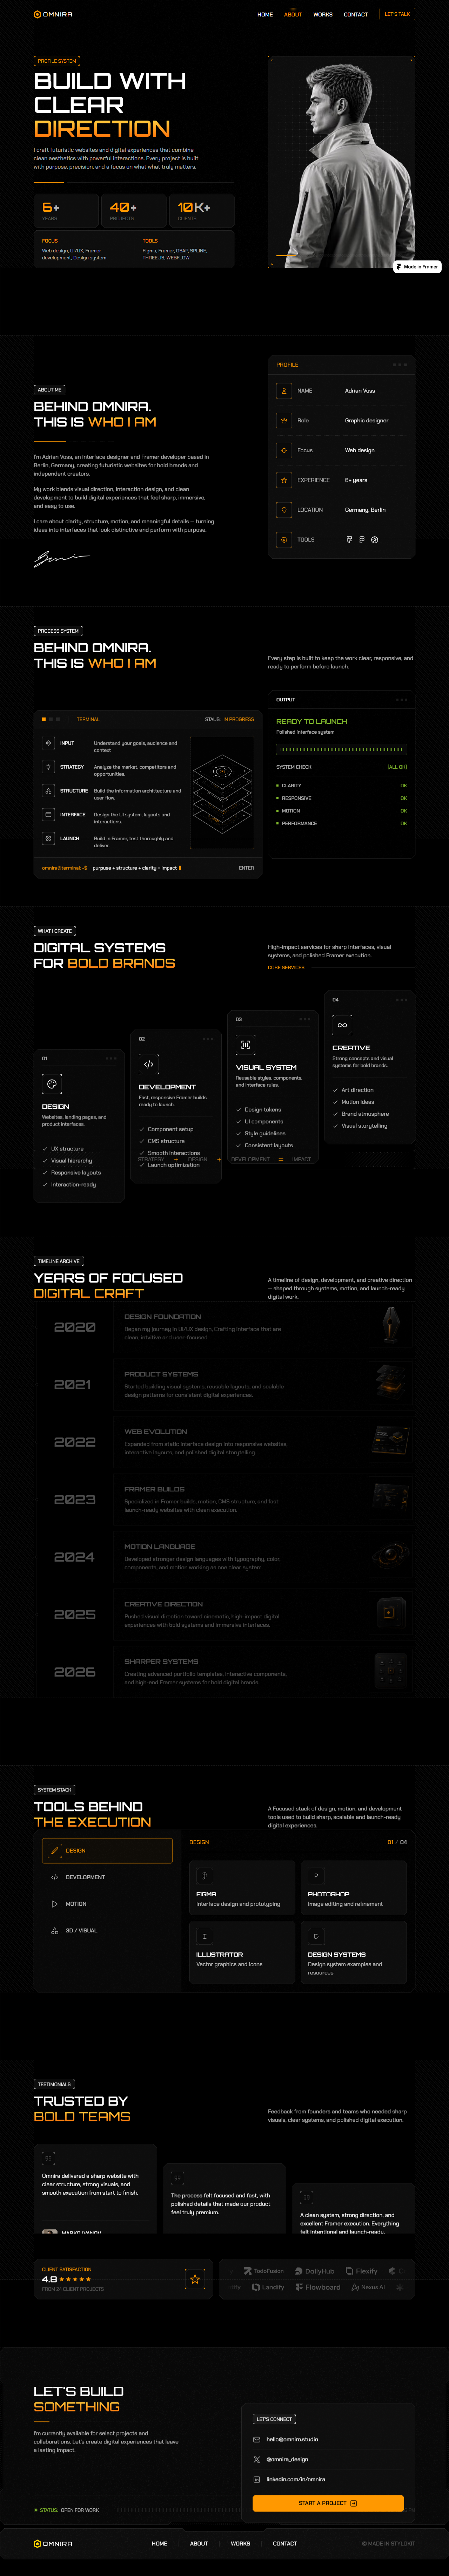 OMNIRA
HOME
ABOUT
WORKS
CONTACT
LET'S TALK
PROFILE SYSTEM
BUILD WITH
CLEAR
DIRECTION
I craft futuristic websites and digital experiences that combine
clean aesthetics with powerful interactions. Every project is built
with purpose, precision, and a focus on what what truly matters.
6+
YEARS
40+
PROJECTS
10K+
CLIENTS
FOCUS
Web design, UI/UX, Framer
development, Design system
TOOLS
Figma, Framer, GSAP, SPLINE,
THREE.JS, WEBFLOW
Made in Framer
ABOUT ME
BEHIND OMNIRA.
THIS IS WHO I AM
I'm Adrian Voss, an interface designer and Framer developer based in
Berlin, Germany, creating futuristic websites for bold brands and
independent creators.
My work blends visual direction, interaction design, and clean
development to build digital experiences that feel sharp, immersive,
and easy to use.
I care about clarity, structure, motion, and meaningful details — turning
ideas into interfaces that look distinctive and perform with purpose.
PROFILE
NAME
Adrian Voss
Role
Graphic designer
Focus
Web design
EXPERIENCE
6+ years
LOCATION
Germany, Berlin
TOOLS
PROCESS SYSTEM
BEHIND OMNIRA.
THIS IS WHO I AM
Every step is built to keep the work clear, responsive, and
ready to perform before launch.
TERMINAL
STAUS: IN PROGRESS
INPUT
Understand your goals, audience and
context
STRATEGY
Analyze the market, competitors and
opportunities.
STRUCTURE
Build the information architecture and
user flow.
INTERFACE
Design the UI system, layouts and
interactions.
LAUNCH
Build in Framer, test thoroughly and
deliver.
omnira@terminal ~$ purpose + structure + clarity + impact
ENTER
OUTPUT
READY TO LAUNCH
Polished interface system
SYSTEM CHECK
[ALL OK]
CLARITY
OK
RESPONSIVE
OK
MOTION
OK
PERFORMANCE
OK
WHAT I CREATE
DIGITAL SYSTEMS
FOR BOLD BRANDS
High-impact services for sharp interfaces, visual
systems, and polished Framer execution.
CORE SERVICES
01
DESIGN
Websites, landing pages, and
product interfaces.
UX structure
Visual hierarchy
Responsive layouts
Interaction-ready
02
DEVELOPMENT
Fast, responsive Framer builds
ready to launch.
Component setup
CMS structure
Smooth interactions
Launch optimization
03
VISUAL SYSTEM
Reusable styles, components,
and interface rules.
Design tokens
UI components
Style guidelines
Consistent layouts
04
CREATIVE
Strong concepts and visual
systems for digital brands.
Art direction
Motion ideas
Brand atmosphere
Visual storytelling
STRATEGY + DESIGN + DEVELOPMENT = IMPACT
TIMELINE ARCHIVE
YEARS OF FOCUSED
DIGITAL CRAFT
A timeline of design, development, and creative direction
— shaped through systems, motion, and launch-ready
digital work.
2020
DESIGN FOUNDATION
Began my journey in UI/UX design. Crafting interface that are
clean, intuitive and user-focused
2021
PRODUCT SYSTEMS
Started building visual systems, reusable layouts, and scalable
design patterns for consistent digital experiences.
2022
WEB EVOLUTION
Expanded from static interface design into responsive websites,
interactive layouts, and polished digital storytelling.
2023
FRAMER BUILDS
Specialized in Framer builds, motion, CMS structure, and fast
launch-ready websites with clean execution.
2024
MOTION LANGUAGE
Developed stronger design languages with typography, color,
components, and motion working as one clear system.
2025
CREATIVE DIRECTION
Pushed visual direction toward cinematic, high-impact digital
experiences with bold systems and immersive interfaces.
2026
SHARPER SYSTEMS
Creating advanced portfolio templates, interactive components,
and high-end Framer systems for bold digital brands.
SYSTEM STACK
TOOLS BEHIND
THE EXECUTION
A Focused stack of design, motion, and development
tools used to build sharp, scalable and launch-ready
digital experiences.
DESIGN
DEVELOPMENT
MOTION
3D / VISUAL
DESIGN
01 / 04
FIGMA
Interface design and prototyping
P
PHOTOSHOP
Image editing and refinement
I
ILLUSTRATOR
Vector graphics and icons
D
DESIGN SYSTEMS
Design system examples and
resources
TESTIMONIALS
TRUSTED BY
BOLD TEAMS
Feedback from founders and teams who needed sharp
visuals, clear systems, and polished digital execution.
Omnira delivered a sharp website with
clear structure, strong visuals, and
smooth execution from start to finish.
MARKO IVANOV
The process felt focused and fast, with
polished details that made our product
feel truly premium.
A clean system, strong direction, and
excellent Framer execution. Everything
felt intentional and launch-ready.
CLIENT SATISFACTION
4.8
FROM 24 CLIENT PROJECTS
TodoFusion
DailyHub
Flexify
Landify
Flowboard
Nexus AI
LET'S BUILD
SOMETHING
I'm currently available for select projects and
collaborations. Let's create digital experiences that leave
a lasting impact.
STATUS: OPEN FOR WORK
LET'S CONNECT
hello@omnira.studio
@omnira_design
linkedin.com/in/omnira
START A PROJECT
OMNIRA
HOME
ABOUT
WORKS
CONTACT
© MADE IN STYLOKIT